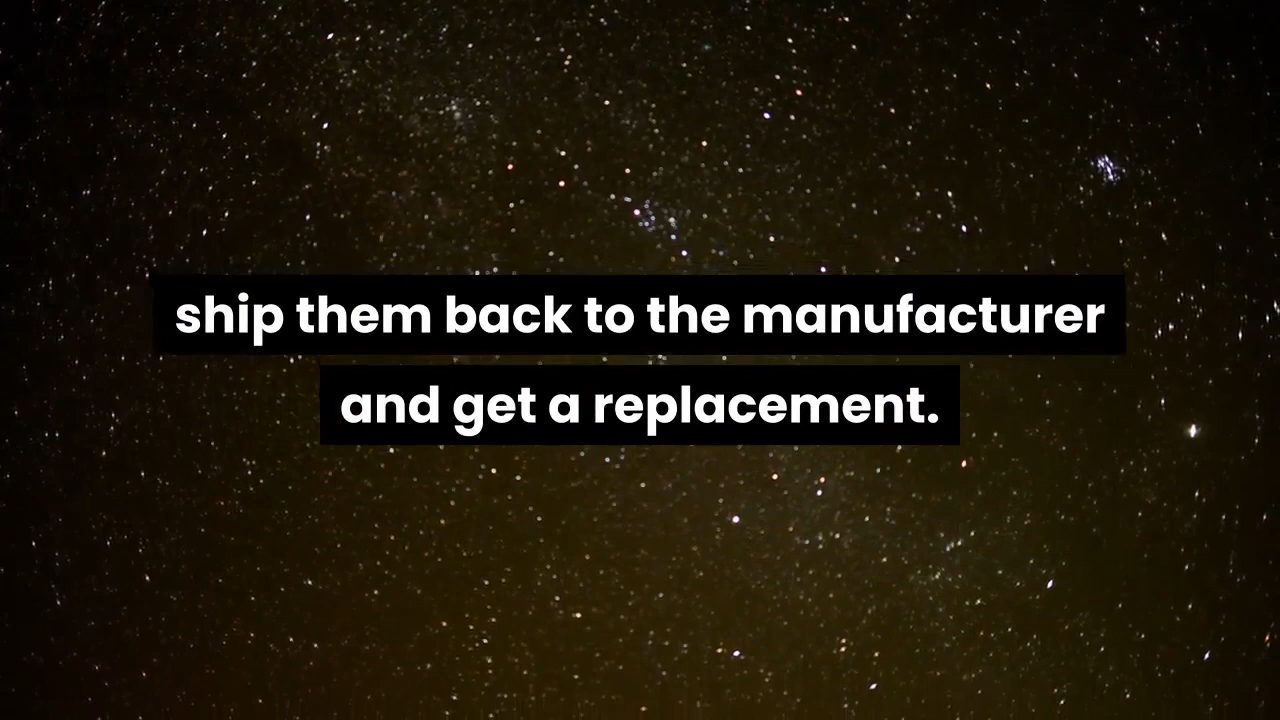 ship them back to the manufacturer
and get a replacement.